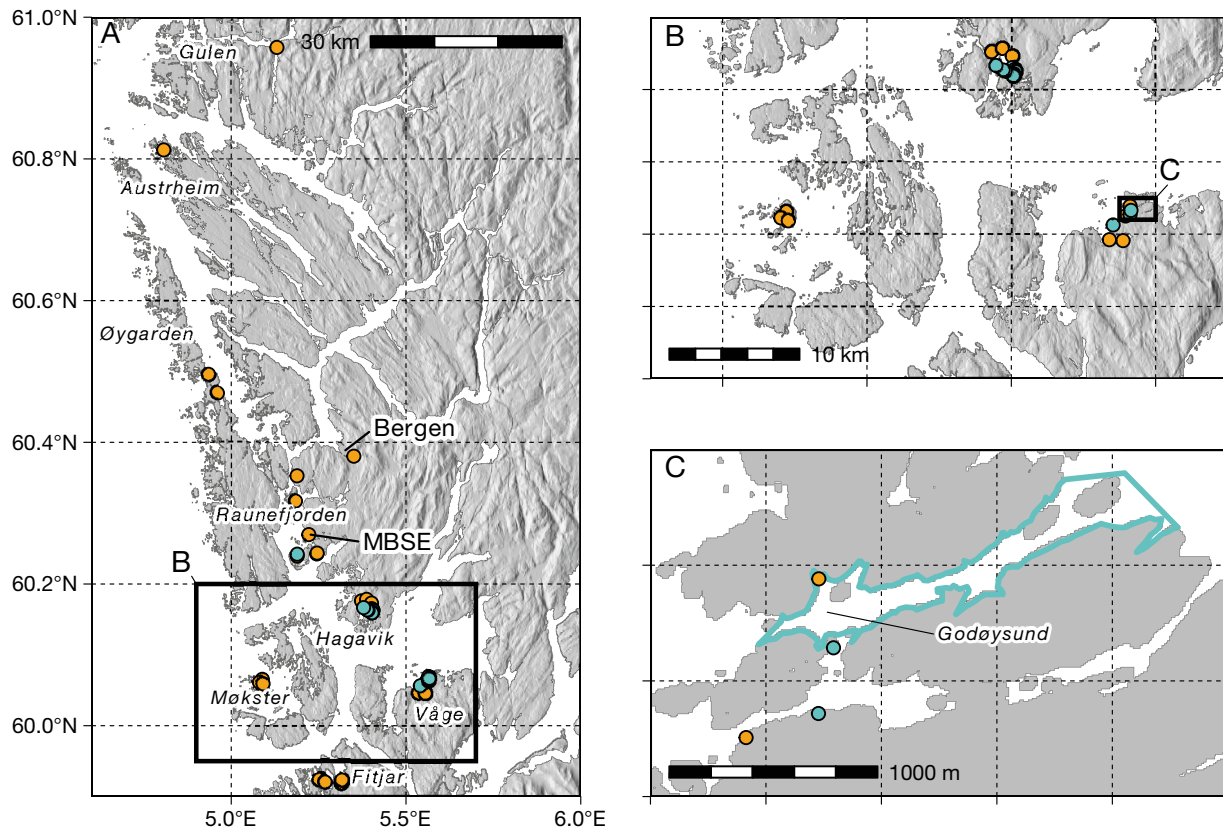 61.0°N
A
Gulen
30 km
60.8°N
Austrheim
60.6°N
Øygarden
60.4°N
Bergen
Raunefjorden
MBSE
B
60.2°N
Hagavik
Møkster
Våge
60.0°N
Fitjar
5.0°E
5.5°E
6.0°E
B
C
10 km
C
Godøysund
1000 m